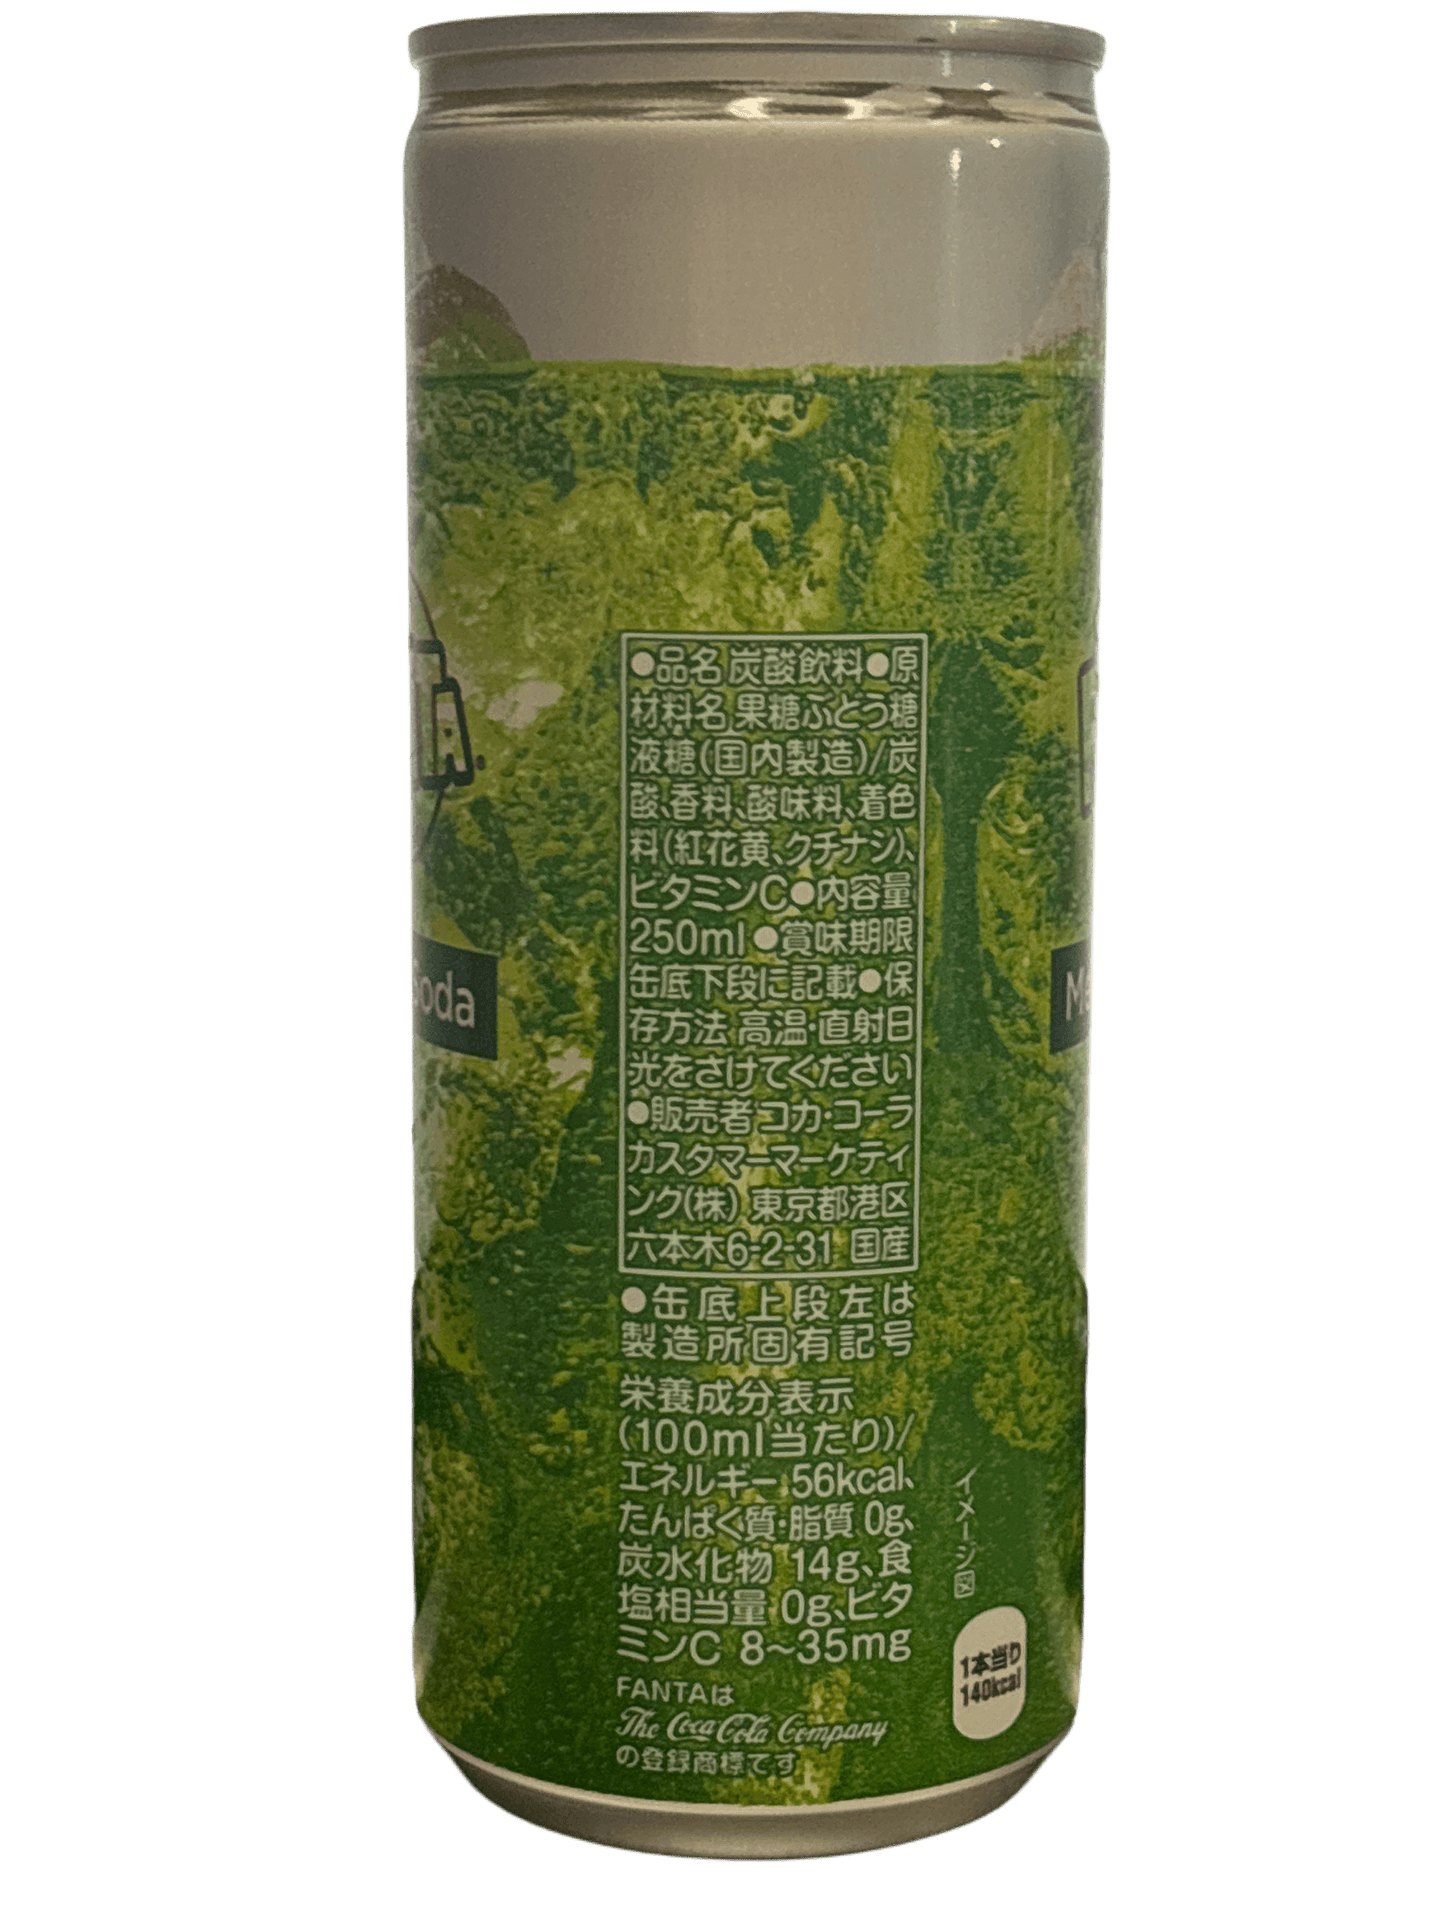 ●品名 炭酸飲料●原
材料名 果糖ぶどう糖
液糖(国内製造)/炭
酸、香料、酸味料、着色
料(紅花黄、クチナシ)、
ビタミンC●内容量
250ml●賞味期限
缶底下段に記載●保
存方法 高温・直射日
光をさけてください
●販売者 コカ・コーラ
カスタマーマーケティ
ング(株) 東京都港区
六本木6-2-31 国産
●缶底上段左は
製造所固有記号
栄養成分表示
(100ml当たり)/
エネルギー 56kcal、
たんぱく質・脂質 0g、
炭水化物 14g、食
塩相当量 0g、ビタ
ミンC 8~35mg
FANTAは
The Coca-Cola Company
の登録商標です
イメージ図
1本当り
140kcal
oda
Me